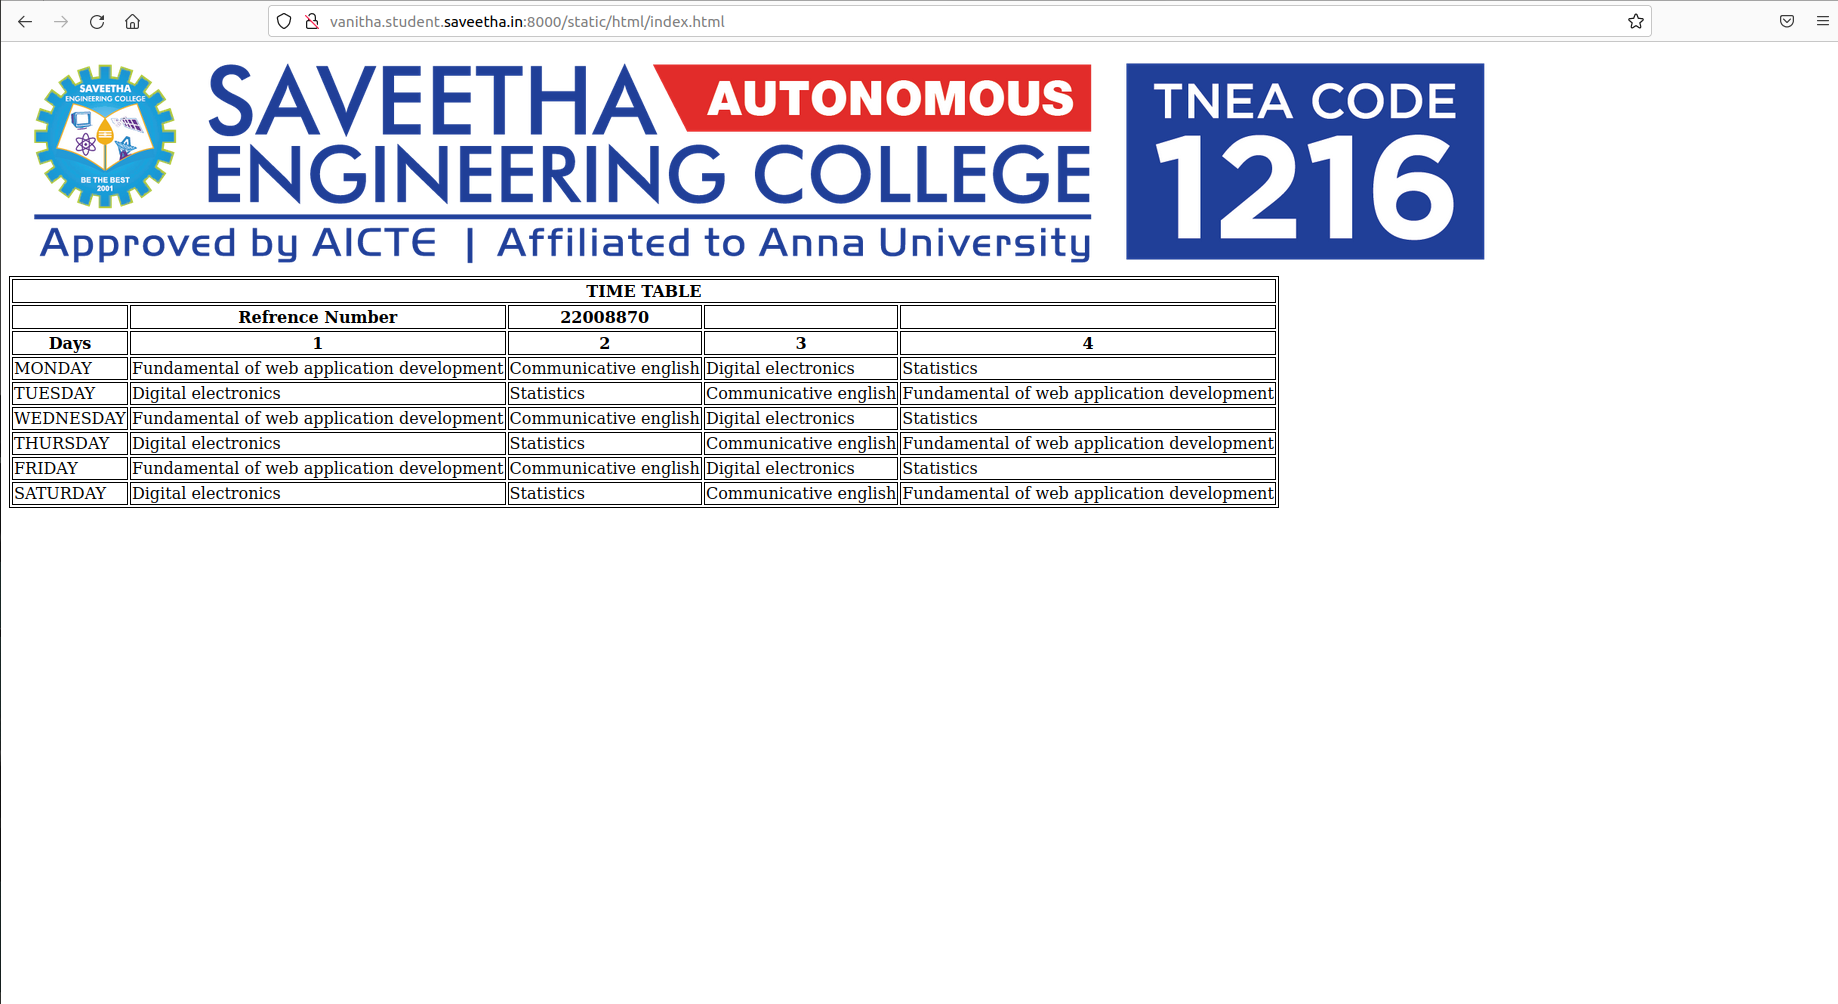 vanitha.student.saveetha.in:8000/static/html/index.html
SAVEETHA
ENGINEERING COLLEGE
BE THE BEST
2001
SAVEETHA AUTONOMOUS
ENGINEERING COLLEGE
Approved by AICTE | Affiliated to Anna University
TNEA CODE
1216
TIME TABLE
Refrence Number 22008870
Days 1 2 3 4
MONDAY Fundamental of web application development Communicative english Digital electronics Statistics
TUESDAY Digital electronics Statistics Communicative english Fundamental of web application development
WEDNESDAY Fundamental of web application development Communicative english Digital electronics Statistics
THURSDAY Digital electronics Statistics Communicative english Fundamental of web application development
FRIDAY Fundamental of web application development Communicative english Digital electronics Statistics
SATURDAY Digital electronics Statistics Communicative english Fundamental of web application development